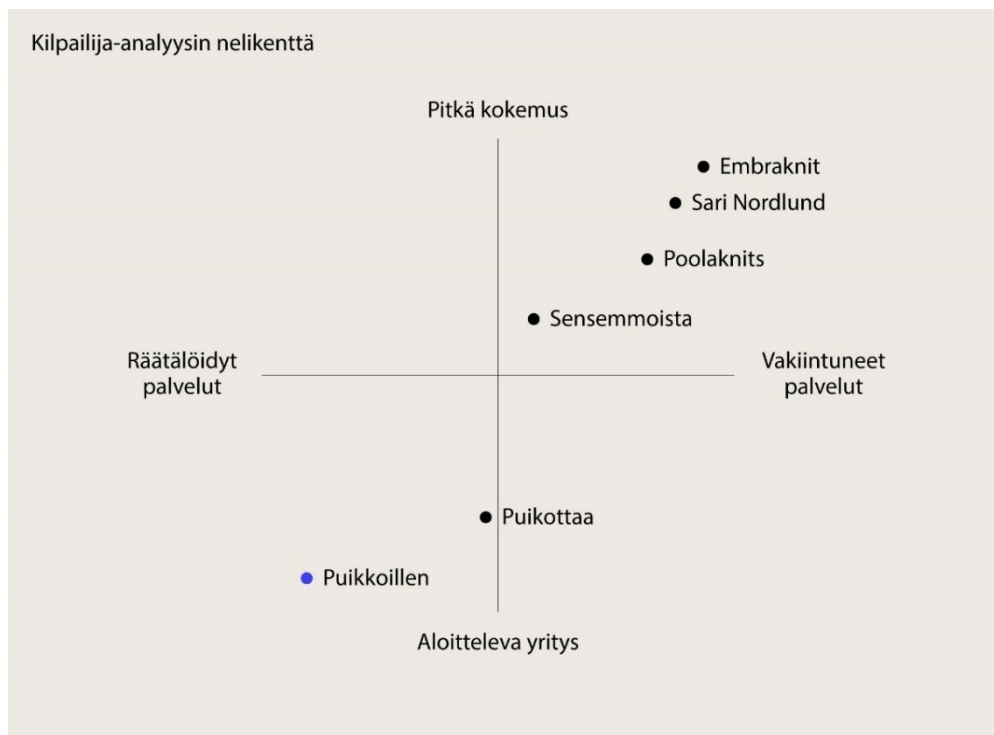 Kilpailija-analyysin nelikenttä
Pitkä kokemus
Embraknit
Sari Nordlund
Poolaknits
Sensemmoista
Räätälöidyt
palvelut
Vakiintuneet
palvelut
Puikottaa
Puikkoillen
Aloitteleva yritys